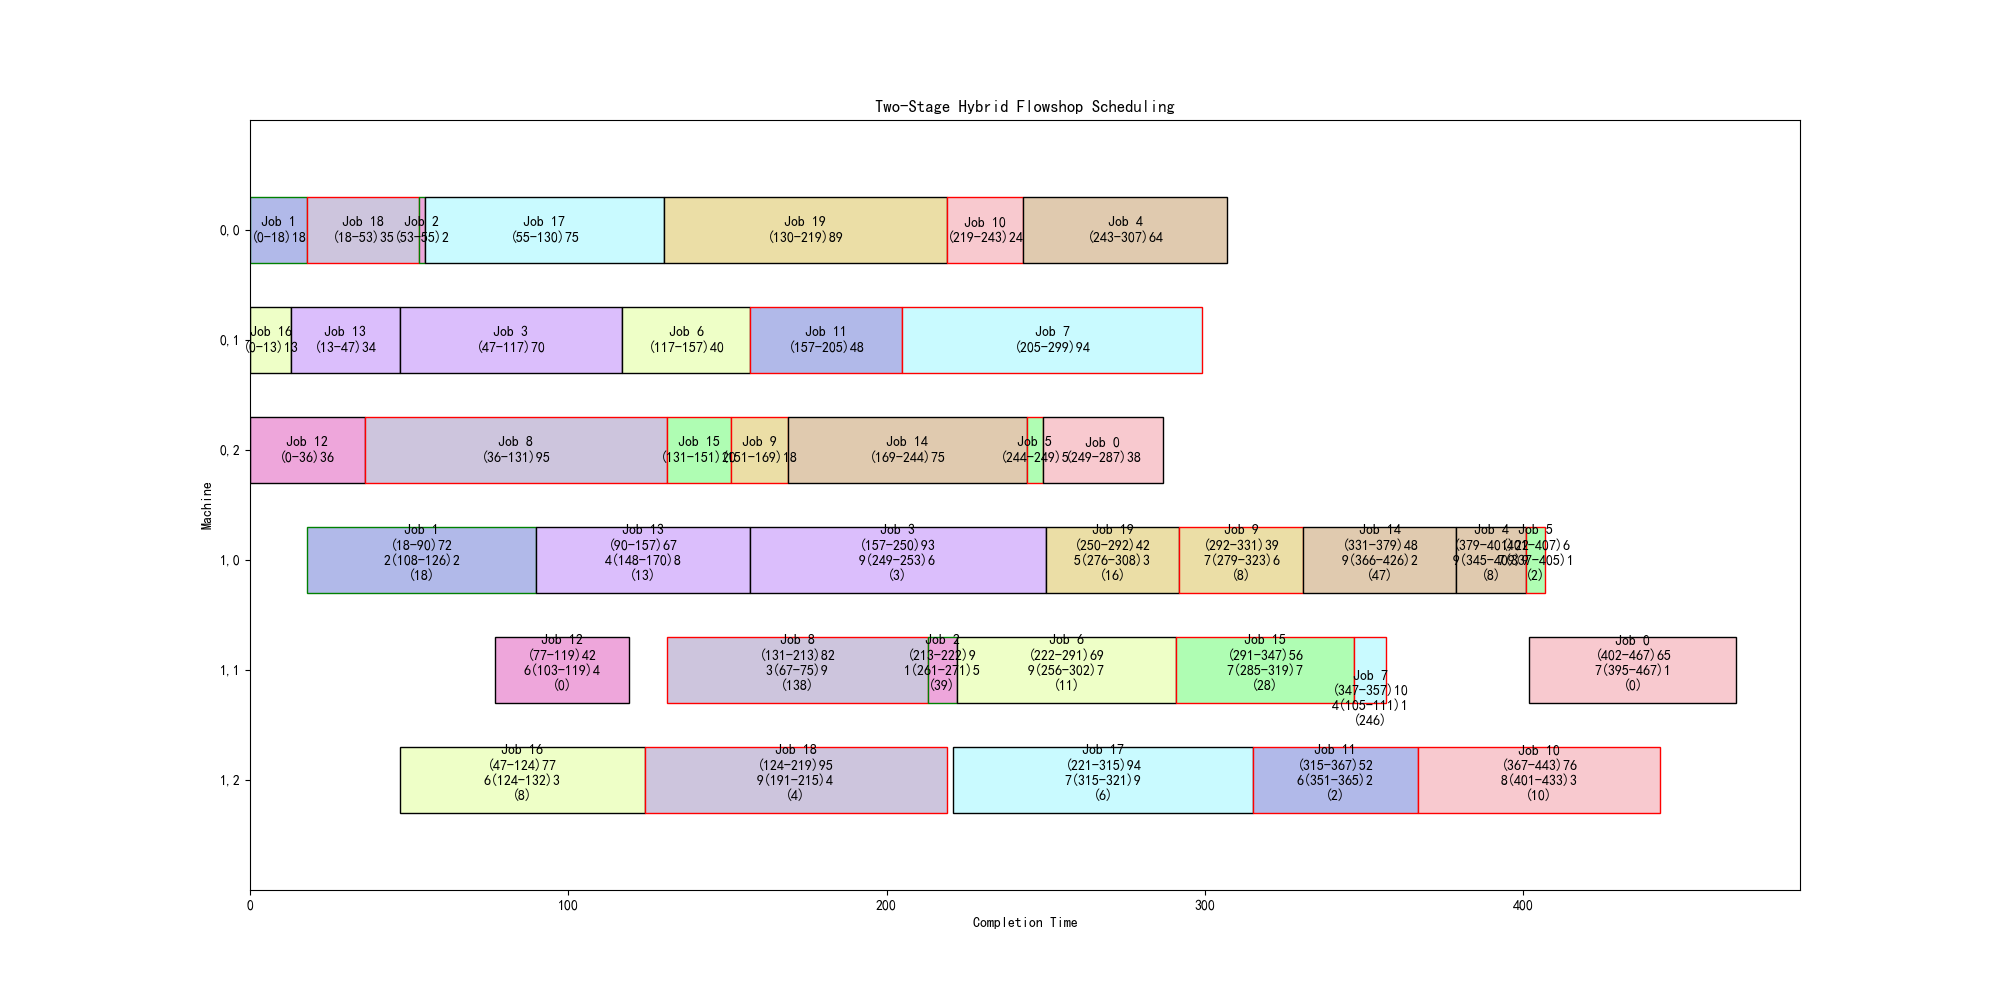 Two-Stage Hybrid Flowshop Scheduling
Machine
0,0
Job 1
(0-18)18
Job 18
(18-53)35
Job 2
(53-55)2
Job 17
(55-130)75
Job 19
(130-219)89
Job 10
(219-243)24
Job 4
(243-307)64
0,1
Job 16
(0-13)13
Job 13
(13-47)34
Job 3
(47-117)70
Job 6
(117-157)40
Job 11
(157-205)48
Job 7
(205-299)94
0,2
Job 12
(0-36)36
Job 8
(36-131)95
Job 15
(131-151)20
Job 9
(151-169)18
Job 14
(169-244)75
Job 5
(244-249)5
Job 0
(249-287)38
1,0
Job 1
(18-90)72
2(108-126)2
(18)
Job 13
(90-157)67
4(148-170)8
(13)
Job 3
(157-250)93
9(249-253)6
(3)
Job 19
(250-292)42
5(276-308)3
(16)
Job 9
(292-331)39
7(279-323)6
(8)
Job 14
(331-379)48
9(366-426)2
(47)
Job 4
(379-401)22
(8)
Job 5
(401-407)6
(2)
1,1
Job 12
(77-119)42
6(103-119)4
(0)
Job 8
(131-213)82
3(67-75)9
(138)
Job 2
(213-222)9
1(261-271)5
(39)
Job 6
(222-291)69
9(256-302)7
(11)
Job 15
(291-347)56
7(285-319)7
(28)
Job 7
(347-357)10
4(105-111)1
(246)
Job 0
(402-467)65
7(395-467)1
(0)
1,2
Job 16
(47-124)77
6(124-132)3
(8)
Job 18
(124-219)95
9(191-215)4
(4)
Job 17
(221-315)94
7(315-321)9
(6)
Job 11
(315-367)52
6(351-365)2
(2)
Job 10
(367-443)76
8(401-433)3
(10)
0
100
200
300
400
Completion Time